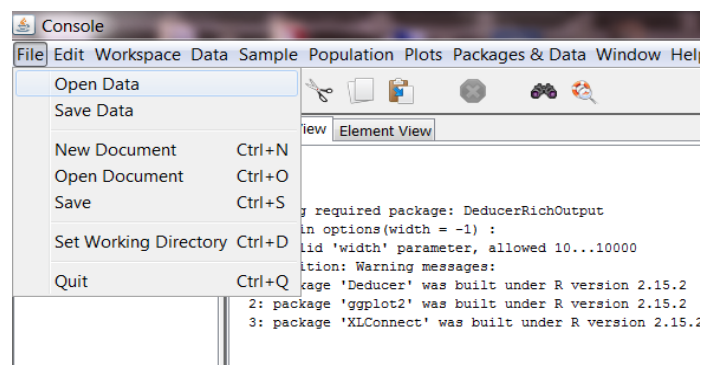 Console
File Edit Workspace Data Sample Population Plots Packages & Data Window Help
Open Data
Save Data
New Document Ctrl+N
Open Document Ctrl+O
Save Ctrl+S
Set Working Directory Ctrl+D
Quit Ctrl+Q
iew Element View
g required package: DeducerRichOutput
in options(width = -1) :
lid 'width' parameter, allowed 10...10000
ition: Warning messages:
kage 'Deducer' was built under R version 2.15.2
2: package 'ggplot2' was built under R version 2.15.2
3: package 'XLConnect' was built under R version 2.15.2